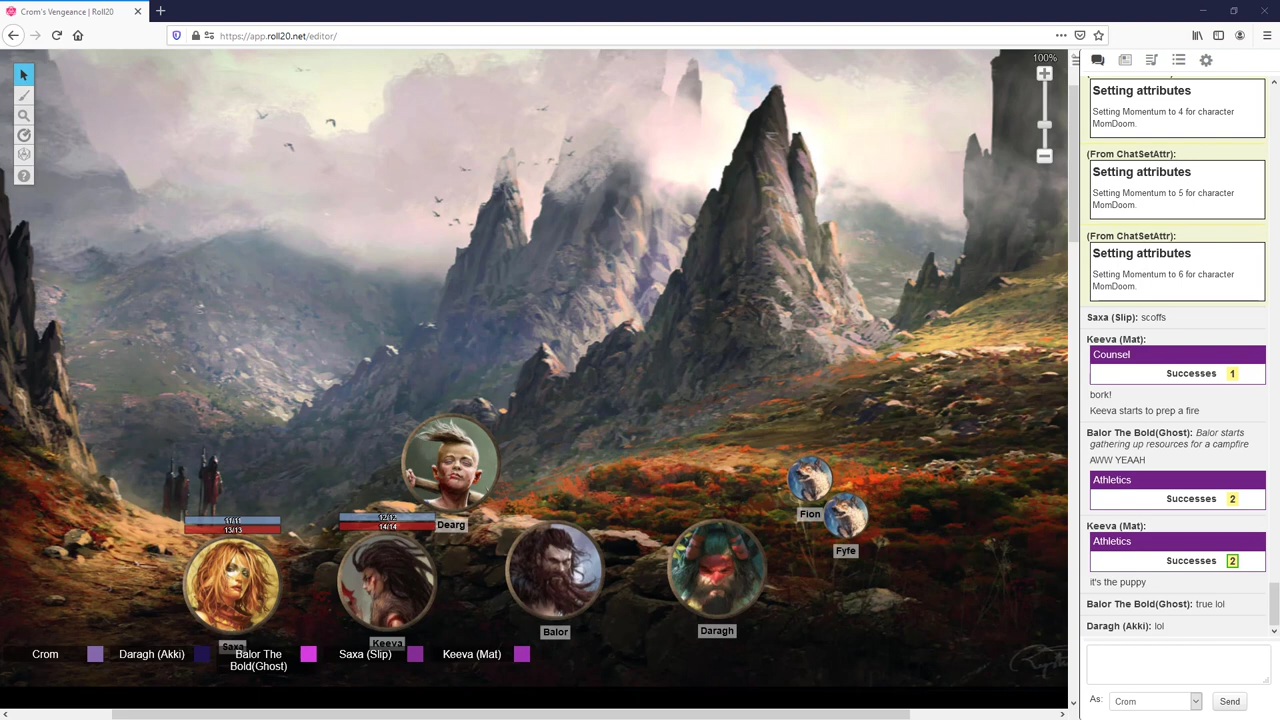 Crom's Vengeance | Roll20
https://app.roll20.net/editor/
100%
Setting attributes
Setting Momentum to 4 for character
MomDoom.
(From ChatSetAttr):
Setting attributes
Setting Momentum to 5 for character
MomDoom.
(From ChatSetAttr):
Setting attributes
Setting Momentum to 6 for character
MomDoom.
Saxa (Slip): scoffs
Keeva (Mat):
Counsel
Successes 1
bork!
Keeva starts to prep a fire
Balor The Bold(Ghost): Balor starts
gathering up resources for a campfire
AWW YEAAH
Athletics
Successes 2
Keeva (Mat):
Athletics
Successes 2
it's the puppy
Balor The Bold(Ghost): true lol
Daragh (Akki): lol
As: Crom Send
Dearg
Fion
Fyfe
11/11
13/13
12/12
14/14
Saxa
Keeva
Balor
Daragh
Crom
Daragh (Akki)
Balor The
Bold(Ghost)
Saxa (Slip)
Keeva (Mat)